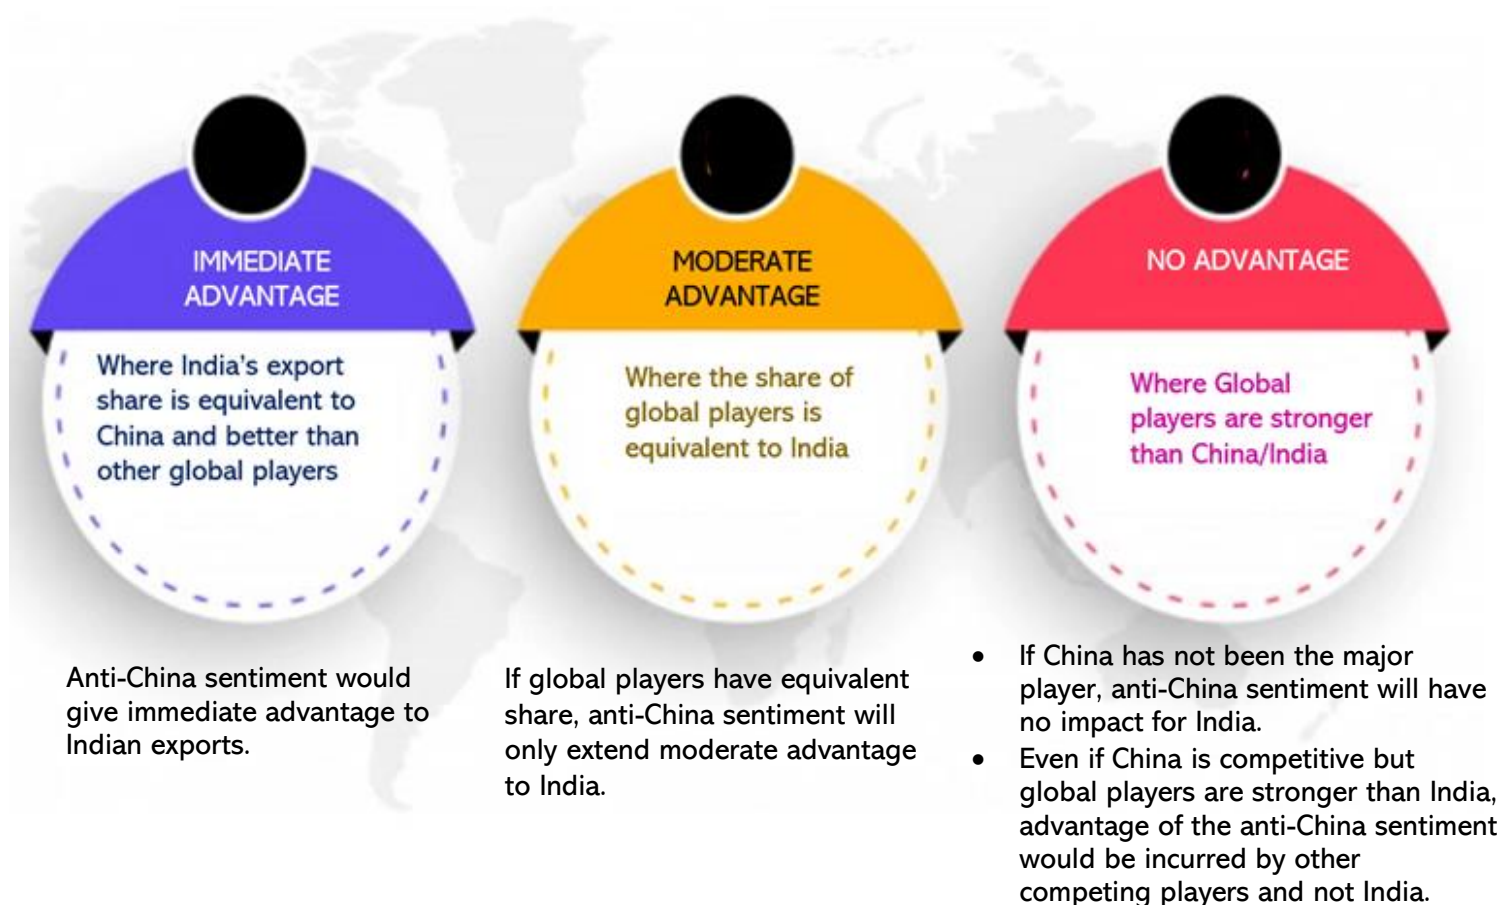 IMMEDIATE
ADVANTAGE
Where India's export
share is equivalent to
China and better than
other global players
Anti-China sentiment would
give immediate advantage to
Indian exports.
MODERATE
ADVANTAGE
Where the share of
global players is
equivalent to India
If global players have equivalent
share, anti-China sentiment will
only extend moderate advantage
to India.
NO ADVANTAGE
Where Global
players are stronger
than China/India
• If China has not been the major
player, anti-China sentiment will have
no impact for India.
• Even if China is competitive but
global players are stronger than India,
advantage of the anti-China sentiment
would be incurred by other
competing players and not India.